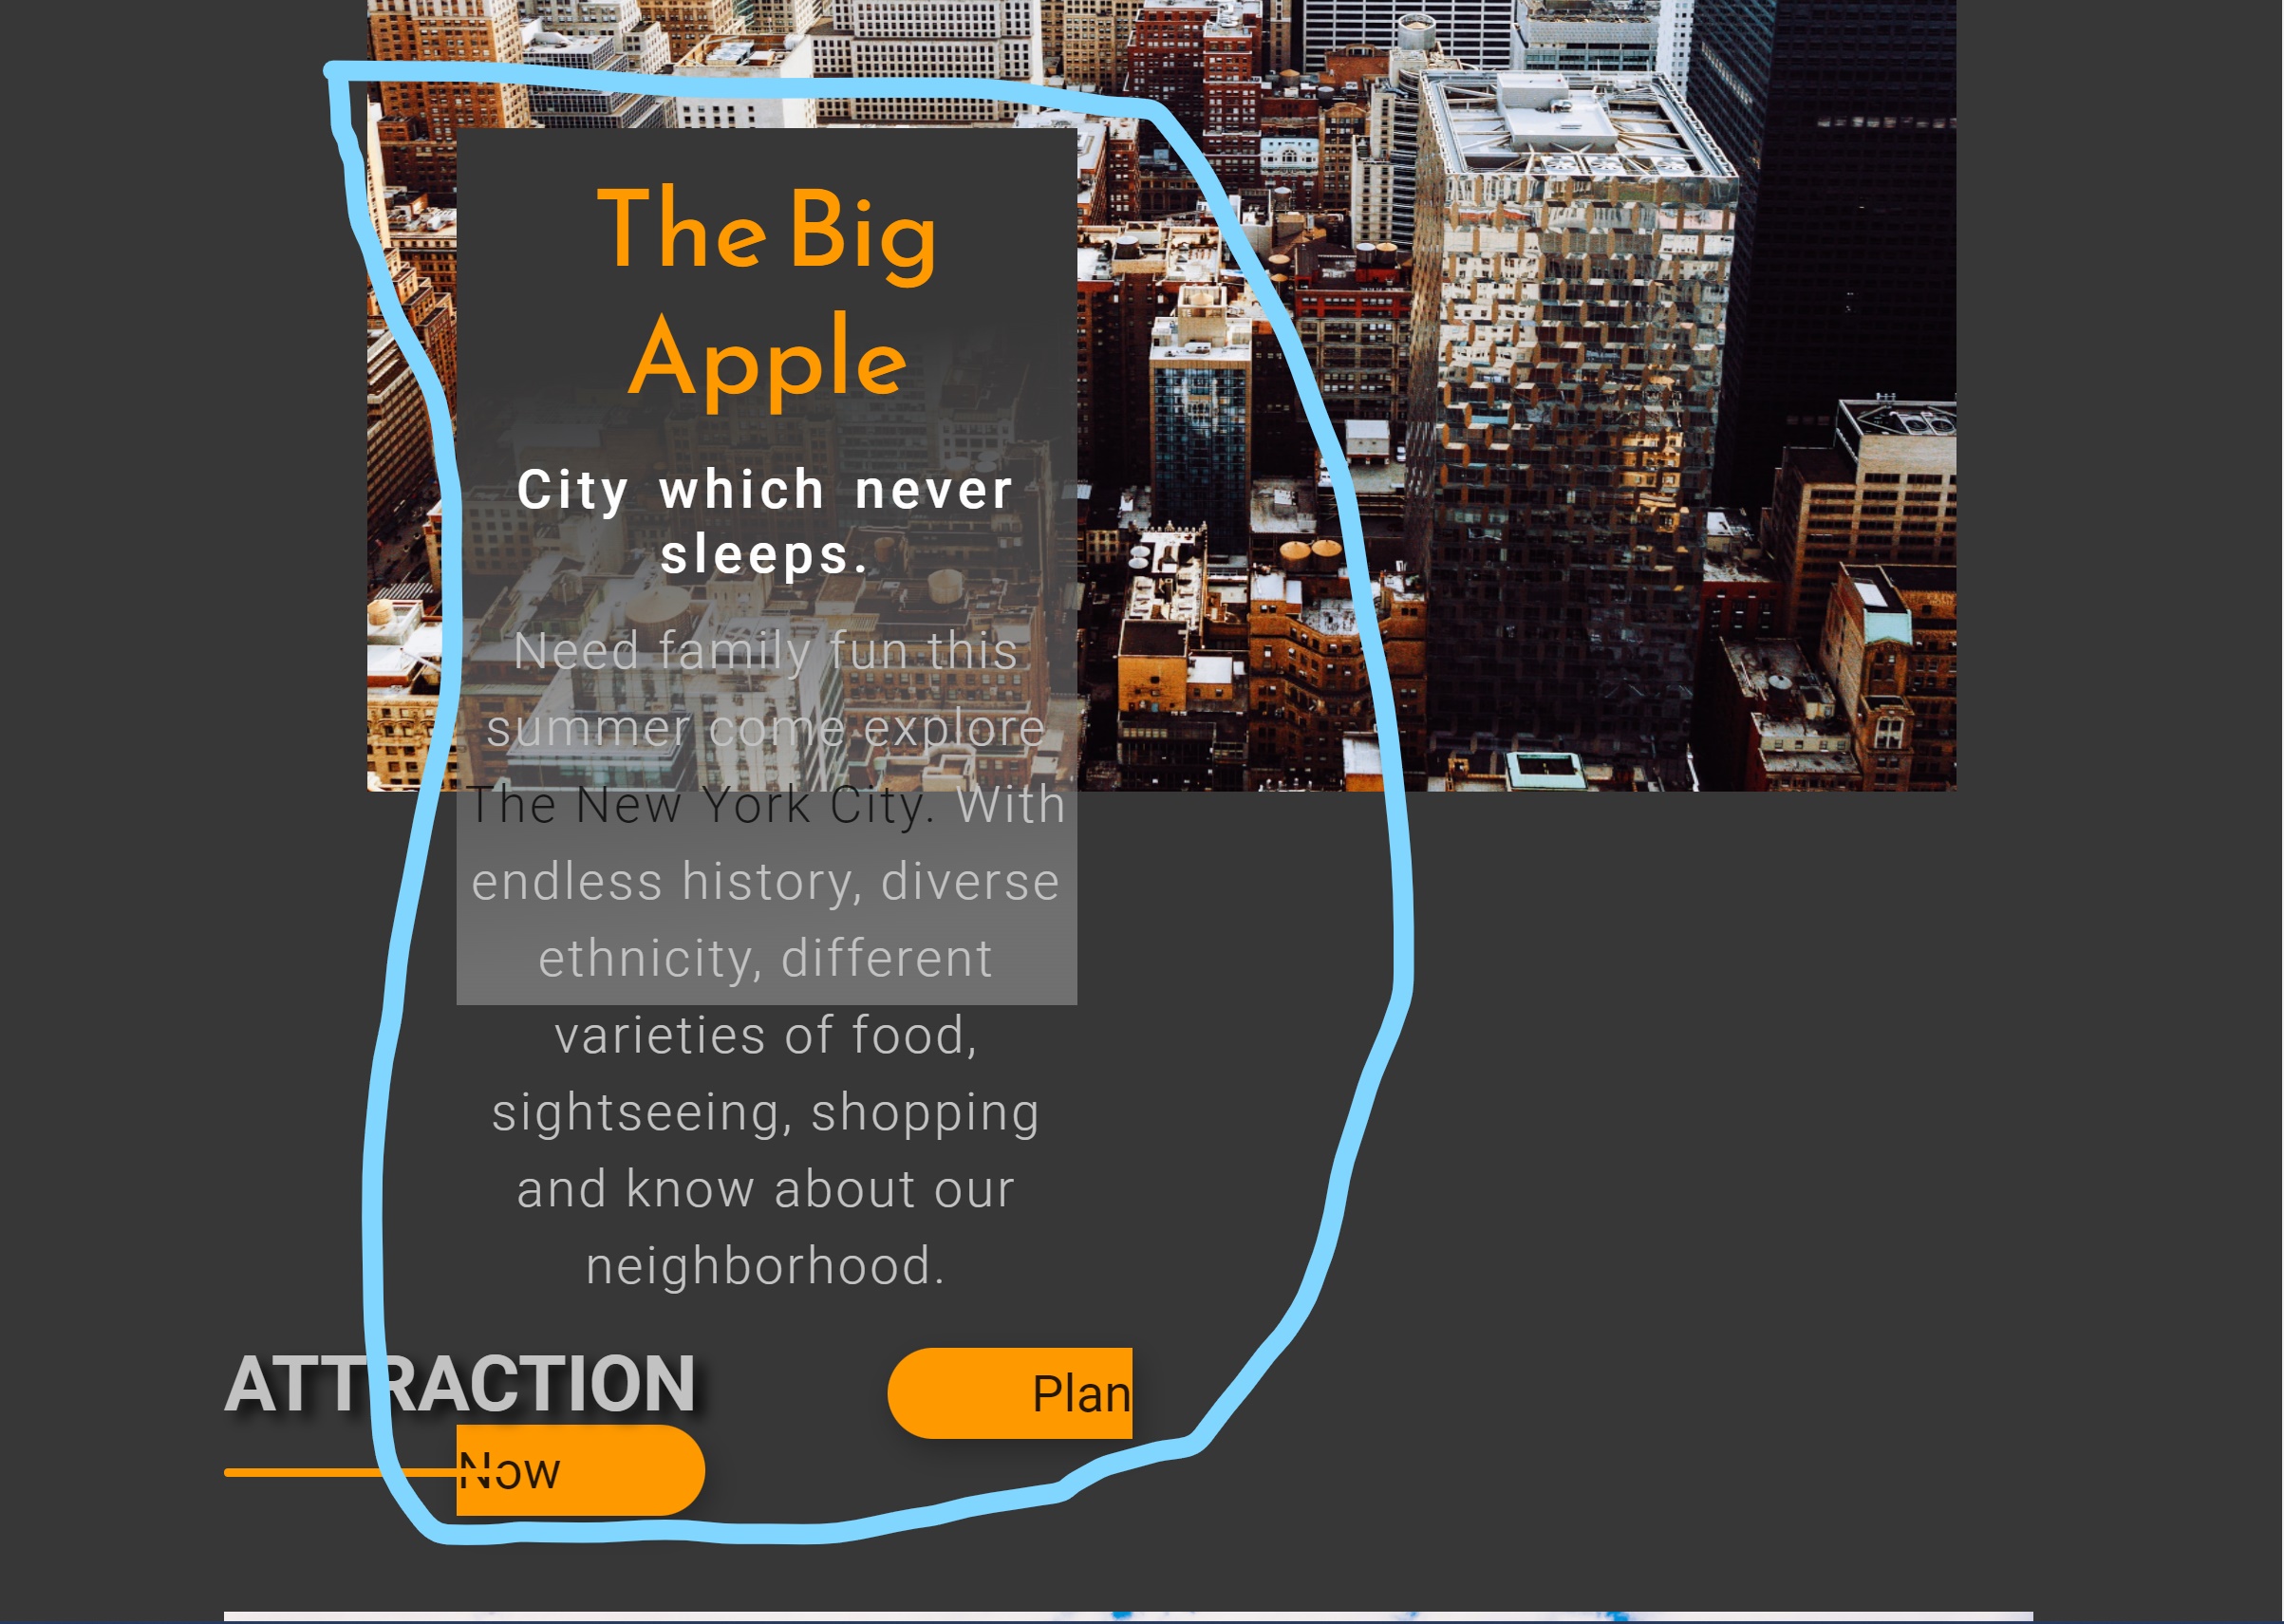 The Big
Apple
City which never
sleeps.
Need family fun this
summer come explore
The New York City. With
endless history, diverse
ethnicity, different
varieties of food,
sightseeing, shopping
and know about our
neighborhood.
ATTRACTION
Plan
Now